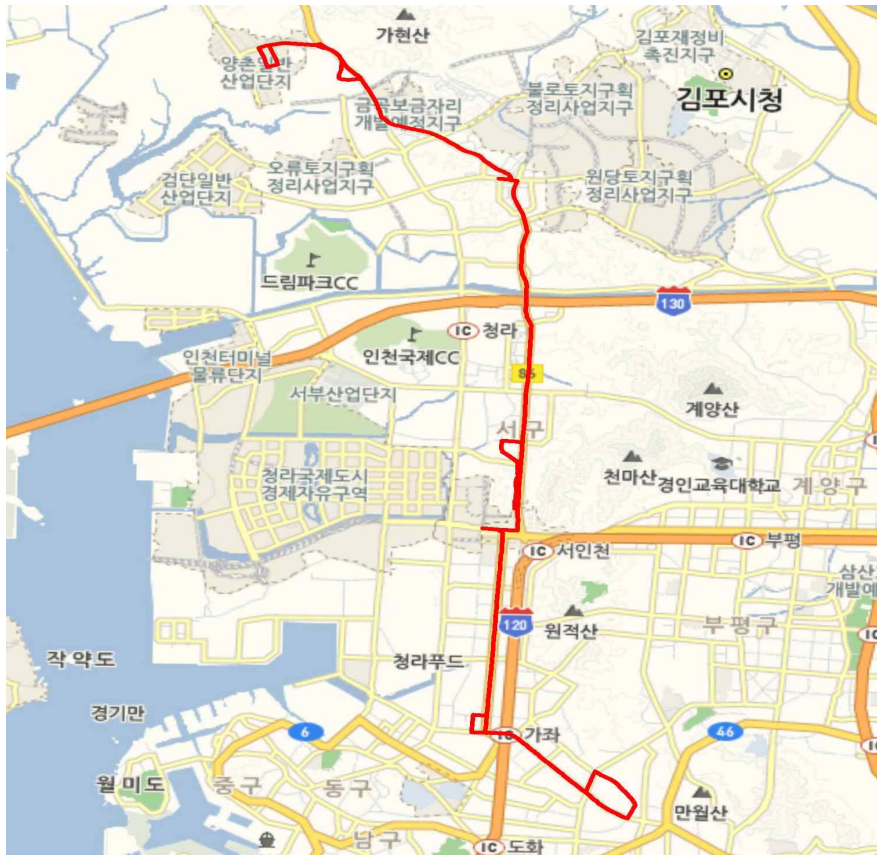 가현산
김포재정비
촉진지구
양촌일반
산업단지
김포시청
불로토지구획
정리사업지구
금곡보금자리
개발예정지구
오류토지구획
정리사업지구
원당토지구획
정리사업지구
검단일반
산업단지
드림파크CC
130
IC 청라
인천터미널
물류단지
인천국제CC
서부산업단지
서구
계양산
천마산
경인교육대학교
계양구
청라국제도시
경제자유구역
IC 서인천
IC 부평
삼산
120
원적산
부평구
작약도
청라푸드
경기만
6
가좌
46
월미도
중구
동구
만월산
남구
IC 도화